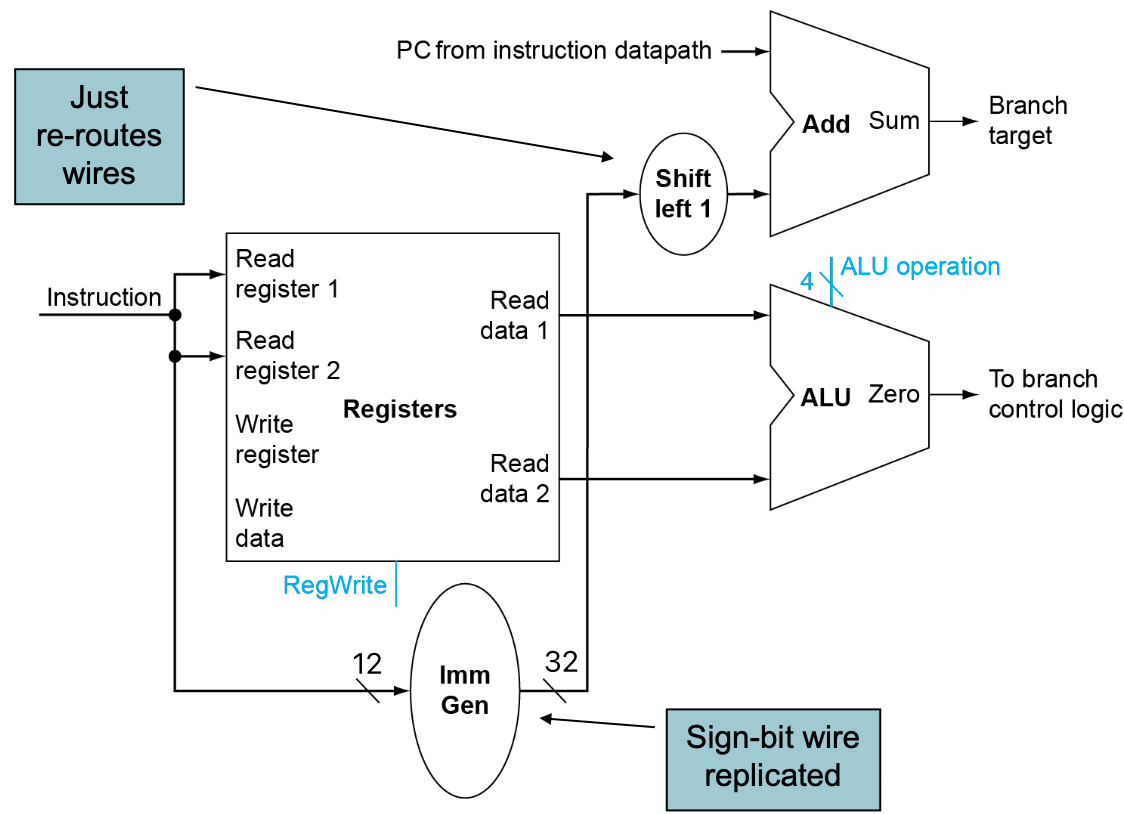 PC from instruction datapath
Just
re-routes
wires
Add
Sum
Branch
target
Shift
left 1
Instruction
Read
register 1
Read
register 2
Write
register
Write
data
Registers
Read
data 1
Read
data 2
RegWrite
4
ALU operation
ALU
Zero
To branch
control logic
12
Imm
Gen
32
Sign-bit wire
replicated